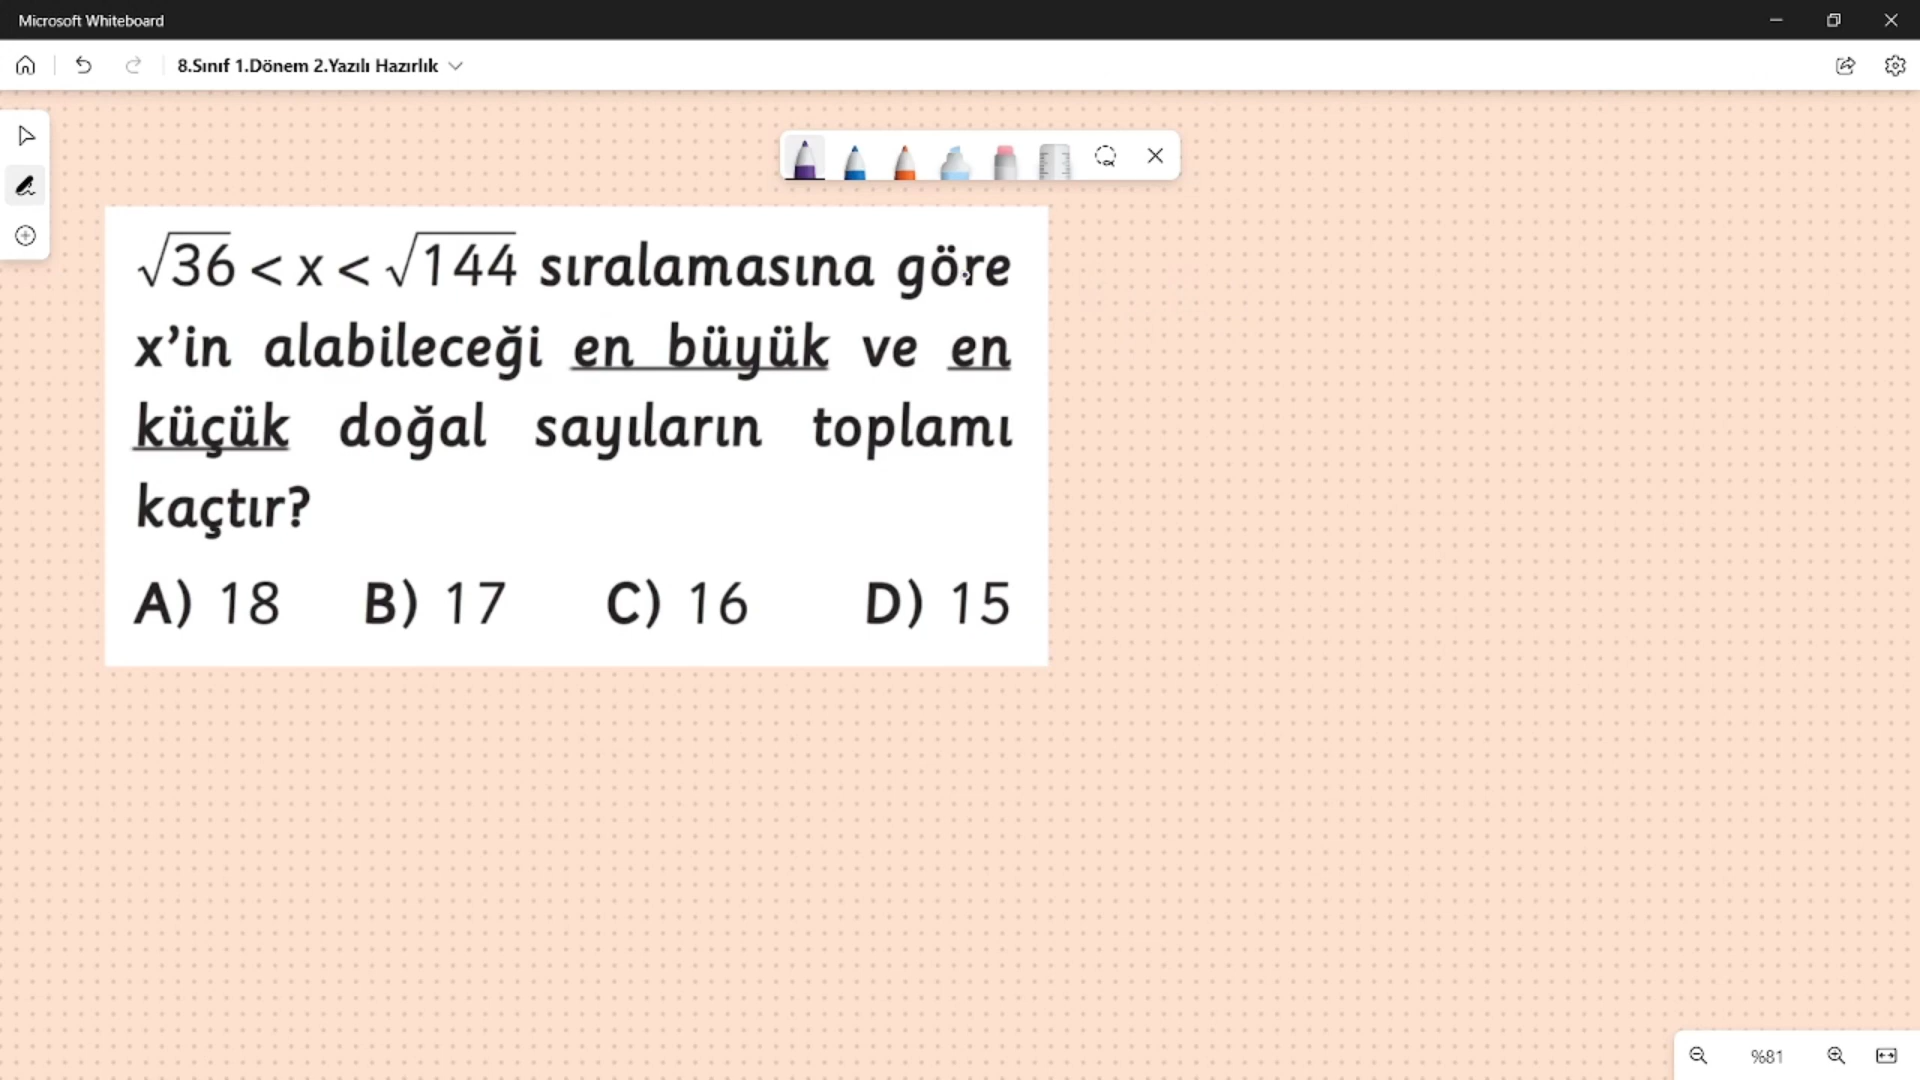 Microsoft Whiteboard
8.Sınıf 1.Dönem 2.Yazılı Hazırlık
√36 < x < √144 sıralamasına göre
x’in alabileceği en büyük ve en
küçük doğal sayıların toplamı
kaçtır?
A) 18 B) 17 C) 16 D) 15
%81